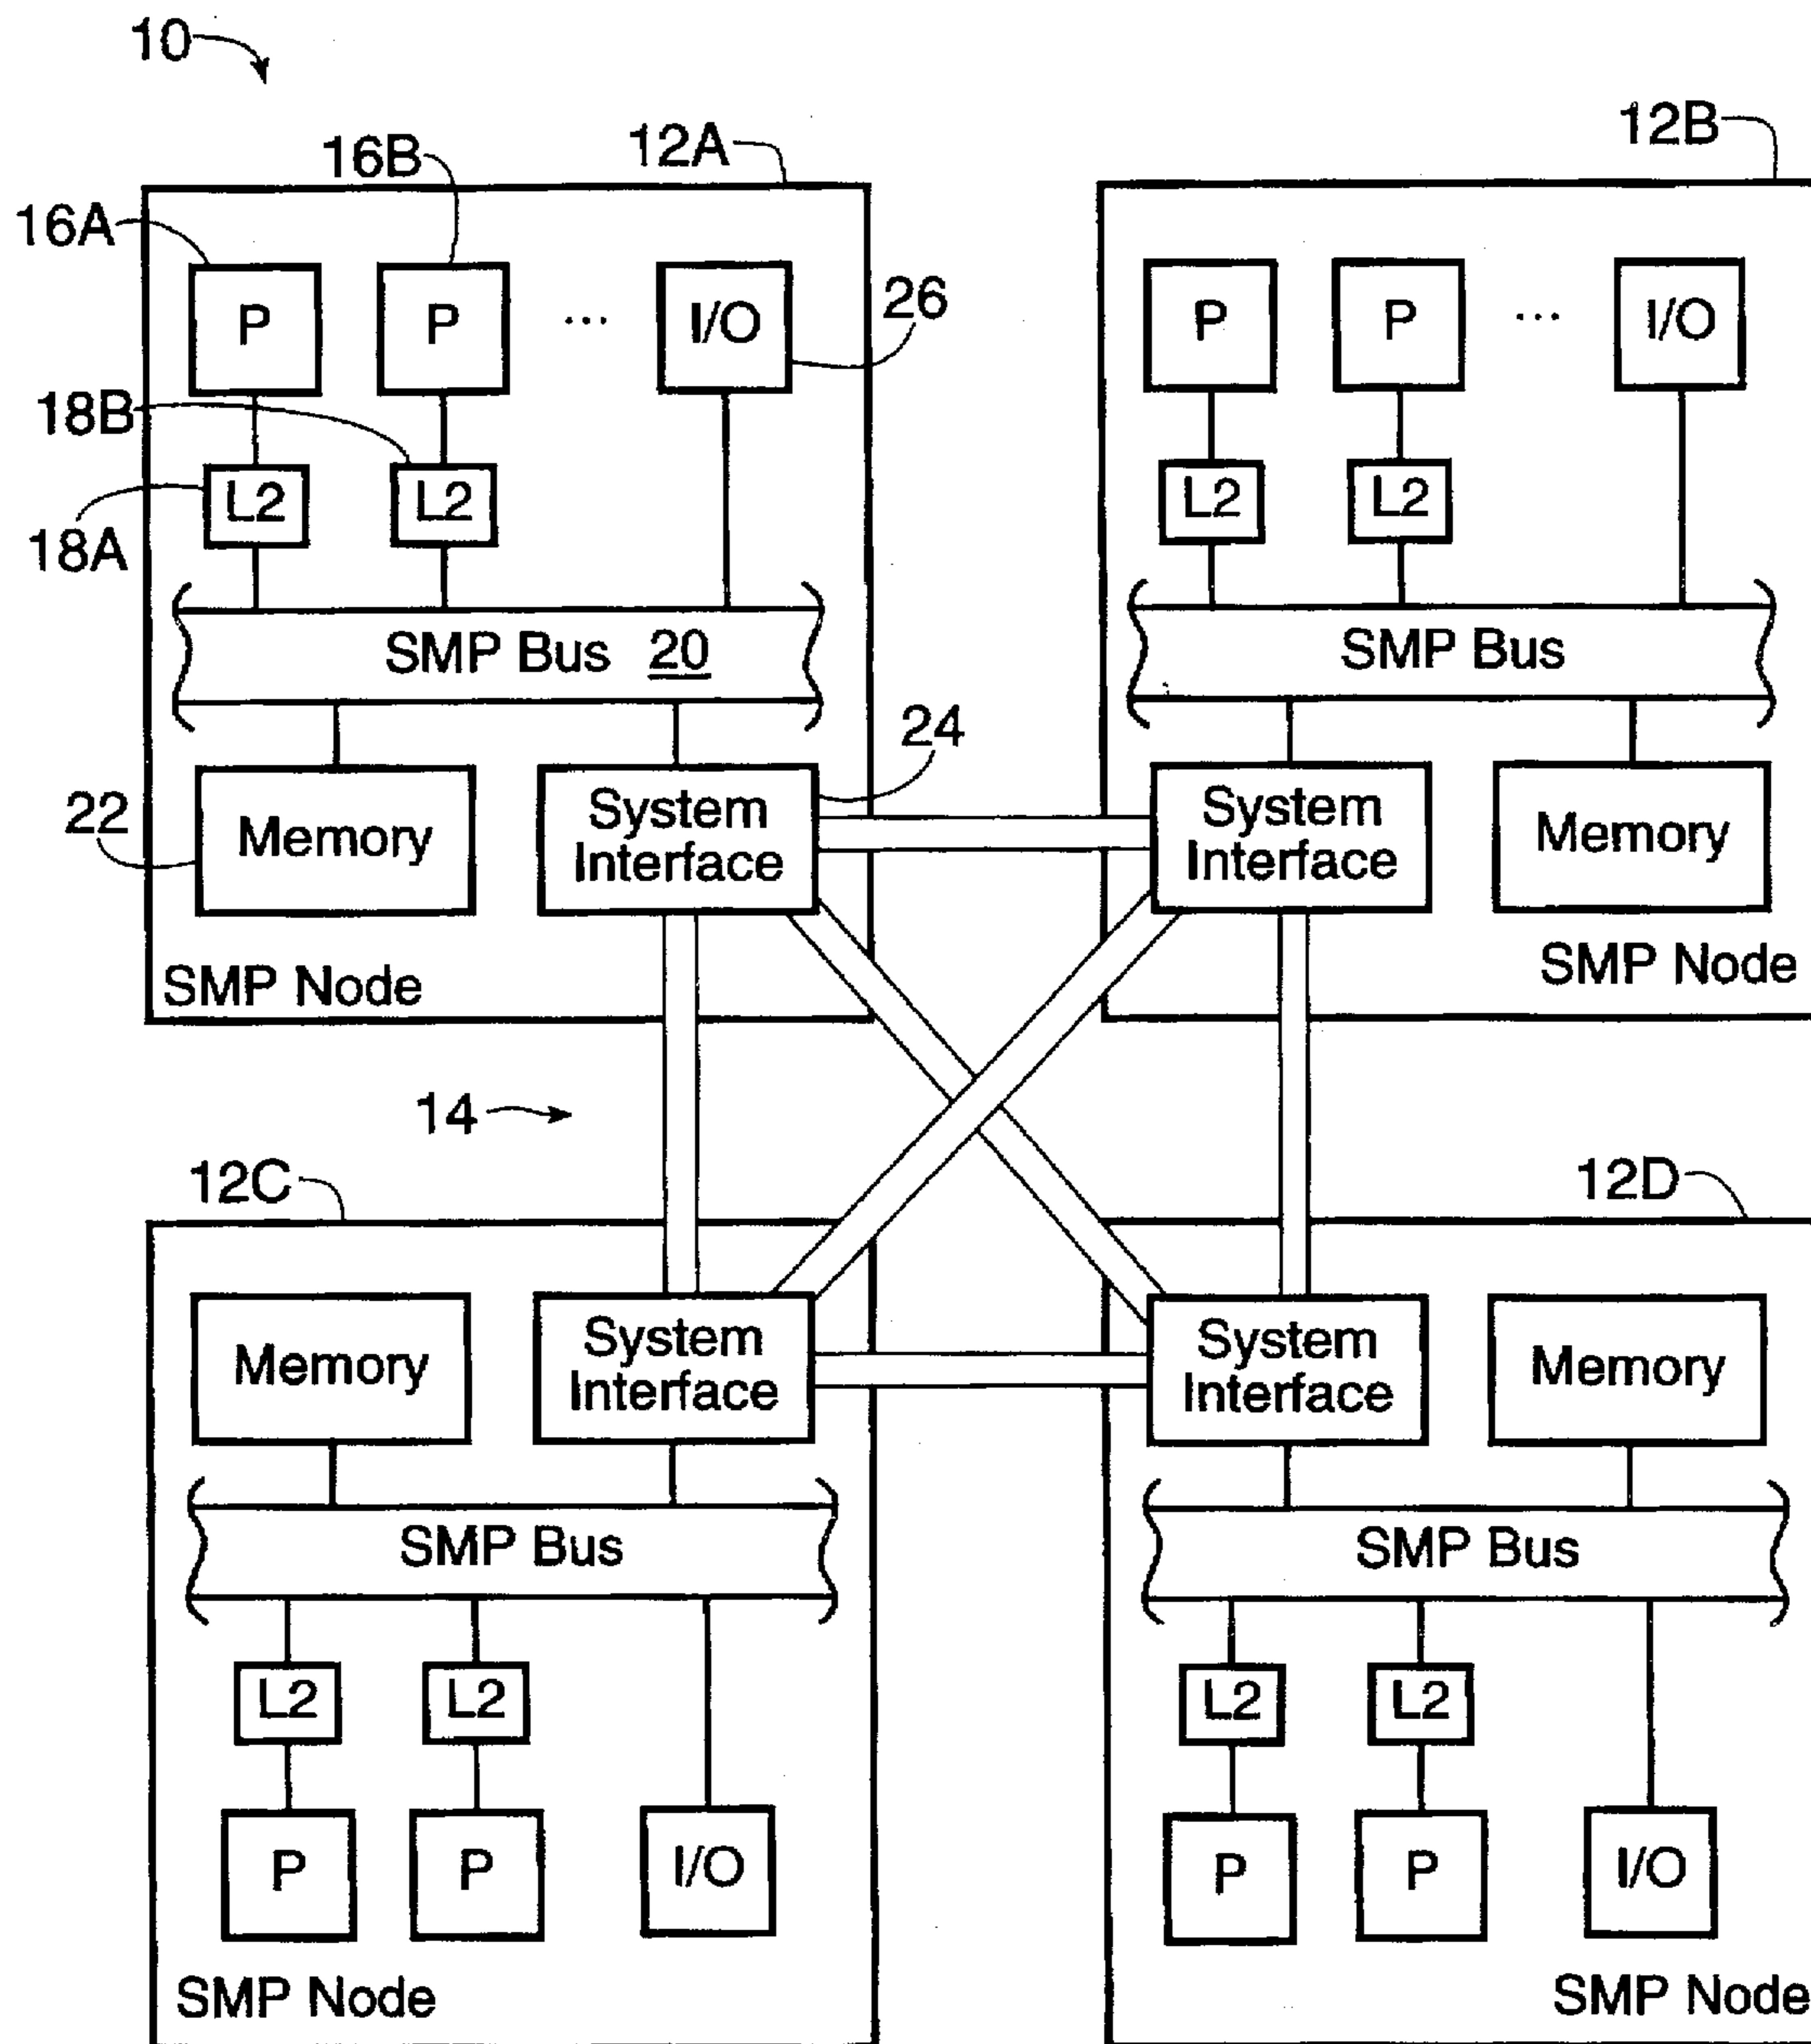 10
12A
12B
16B
16A
P
P
...
I/O
26
P
P
...
I/O
18B
18A
L2
L2
L2
L2
SMP Bus 20
SMP Bus
24
22
Memory
System
Interface
System
Interface
Memory
SMP Node
SMP Node
14
12C
12D
Memory
System
Interface
System
Interface
Memory
SMP Bus
SMP Bus
L2
L2
L2
L2
P
P
I/O
P
P
I/O
SMP Node
SMP Node